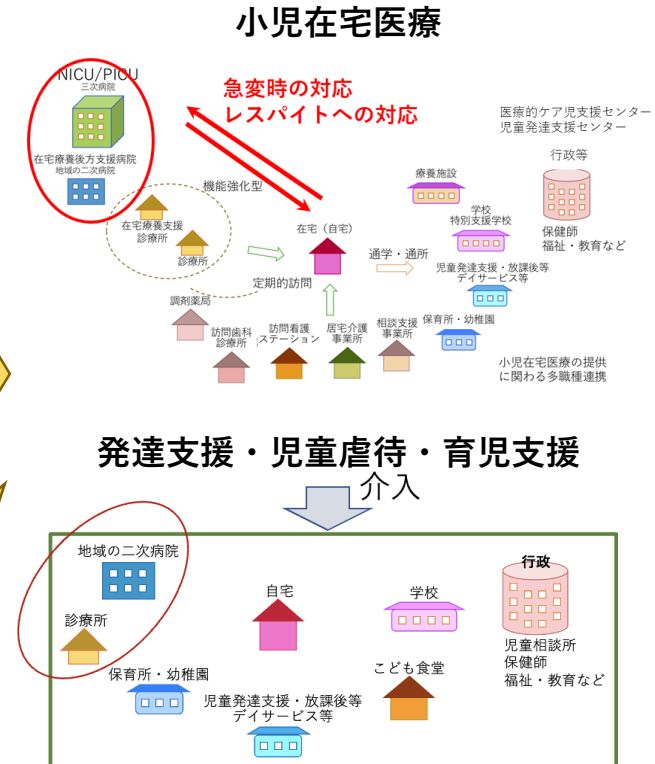 小児在宅医療
NICU/PICU
三次病院
急変時の対応
レスパイトへの対応
在宅療養後方支援病院
地域の二次病院
機能強化型
在宅療養支援
診療所
診療所
定期的訪問
在宅（自宅）
通学・通所
医療的ケア児支援センター
児童発達支援センター
行政等
保健師
福祉・教育など
療養施設
学校
特別支援学校
児童発達支援・放課後等
デイサービス等
保育所・幼稚園
調剤薬局
訪問歯科
診療所
訪問看護
ステーション
居宅介護
事業所
相談支援
事業所
小児在宅医療の提供
に関わる多職種連携
発達支援・児童虐待・育児支援
介入
地域の二次病院
診療所
自宅
学校
行政
児童相談所
保健師
福祉・教育など
保育所・幼稚園
児童発達支援・放課後等
デイサービス等
こども食堂